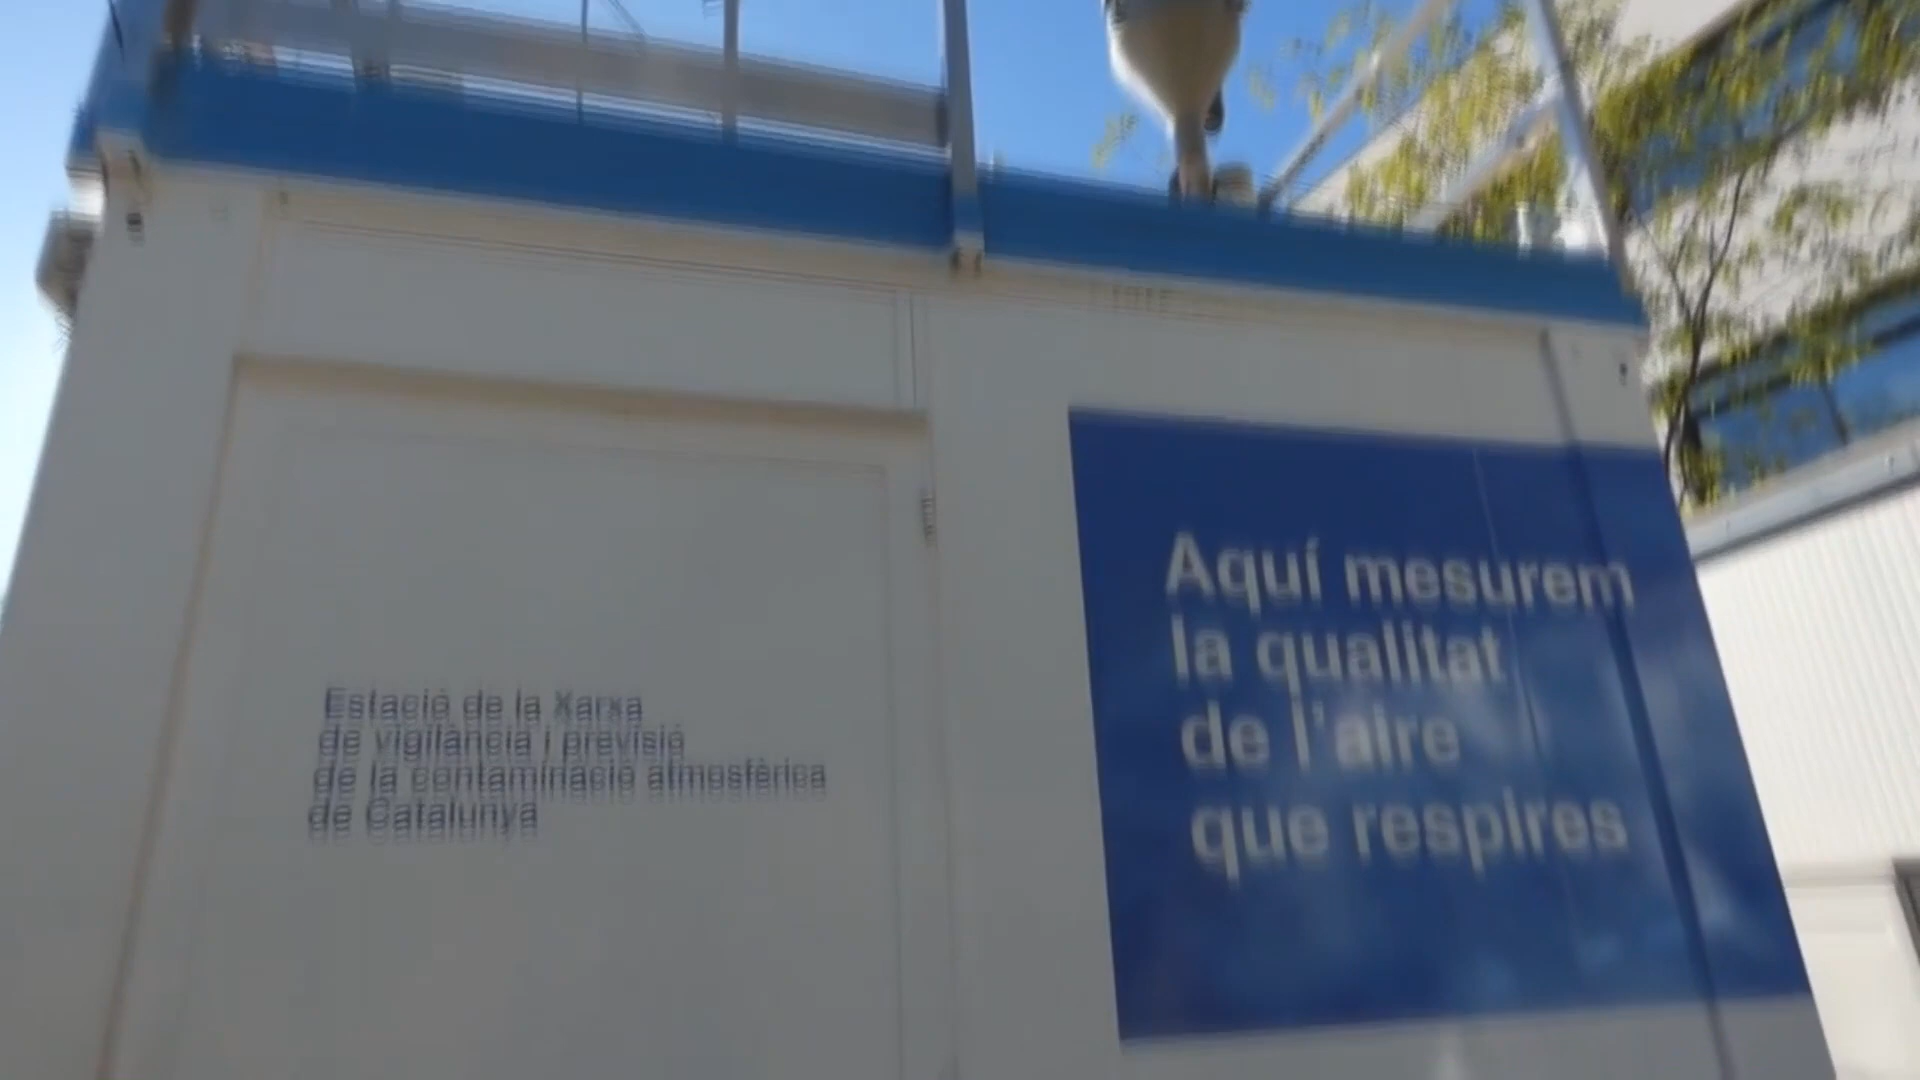 Estació de la Xarxa
de vigilància i previsió
de la contaminació atmosfèrica
de Catalunya
Aquí mesurem
la qualitat
de l'aire
que respires